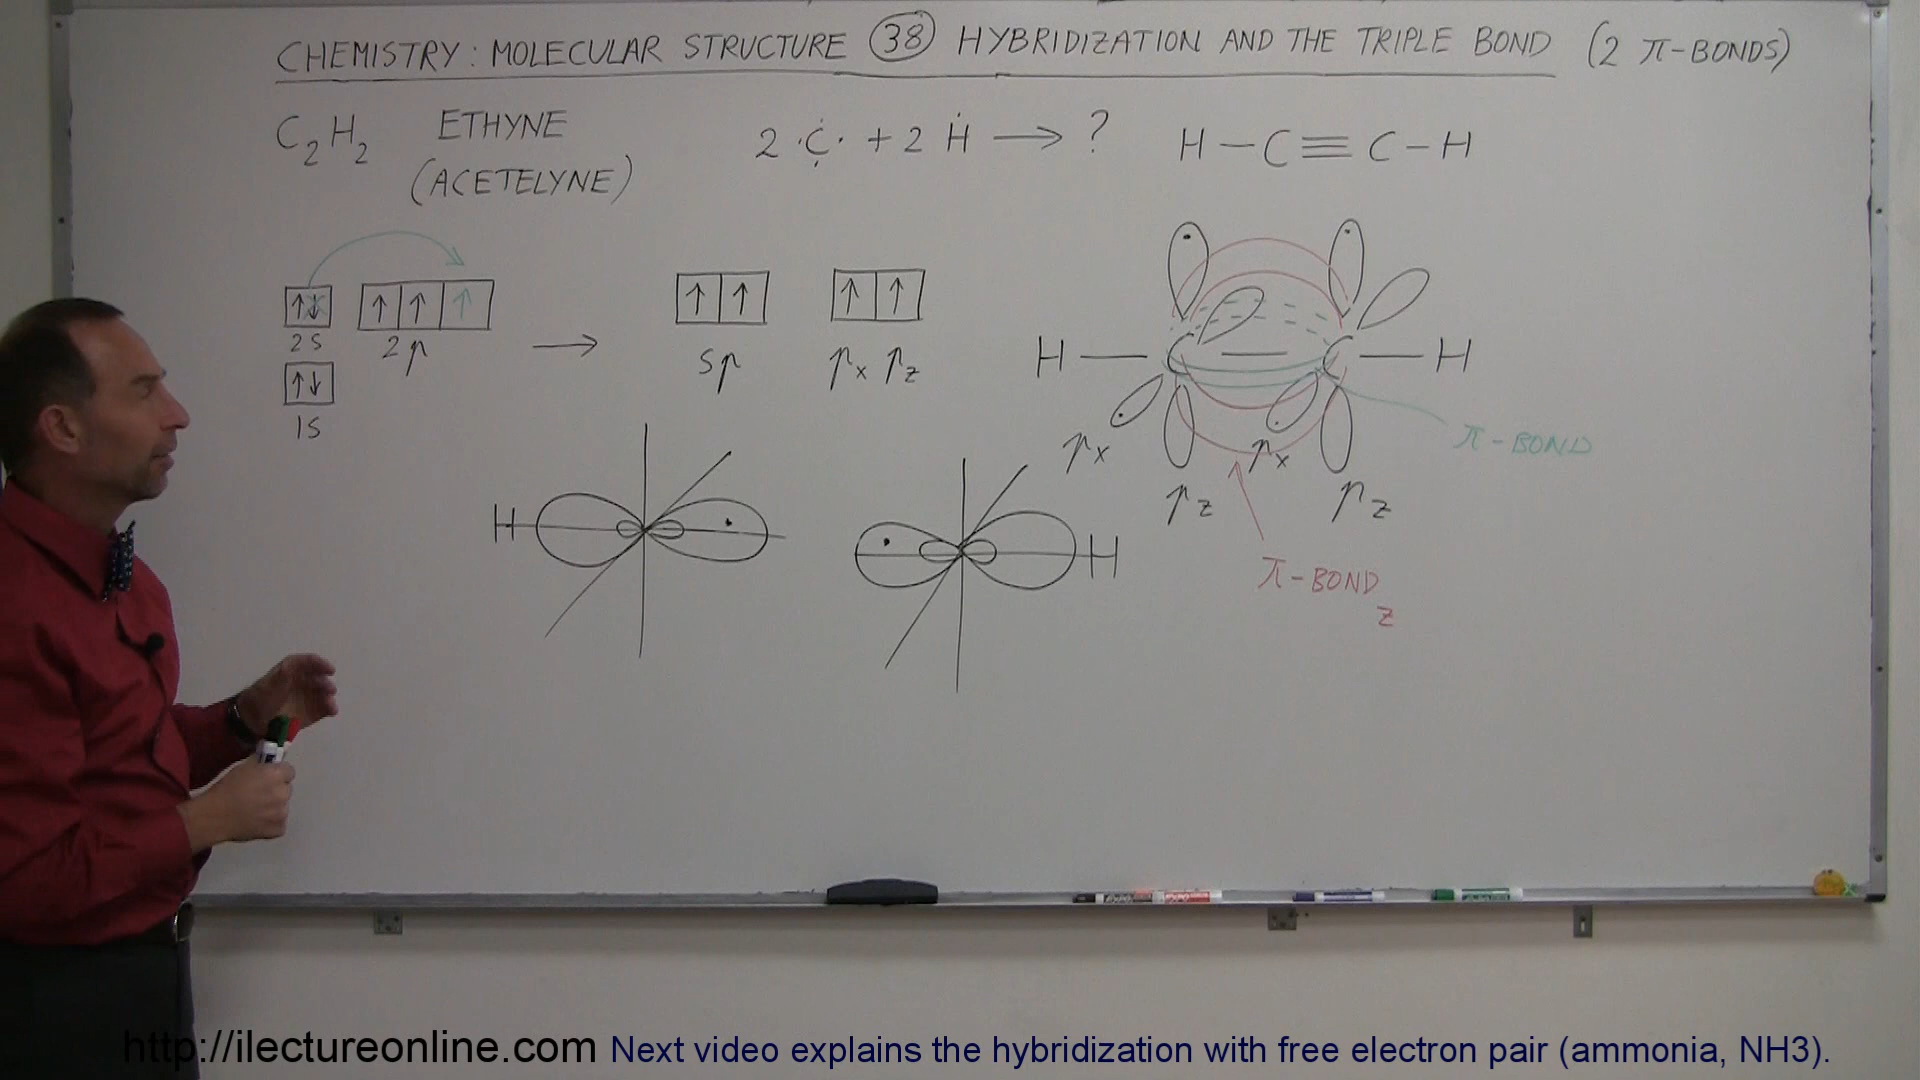 CHEMISTRY: MOLECULAR STRUCTURE 38 HYBRIDIZATION AND THE TRIPLE BOND (2 π-BONDS)
C2H2 ETHYNE 2 ·C· + 2 H → ? H – C ≡ C – H
(ACETELYNE)
↑↓ ↑ ↑ ↑ → ↑ ↑ ↑ ↑
2s 2p sp px pz
↑↓
1s
H – C – C – H
π-BOND
px px
pz pz
H H
π-BOND z
http://ilectureonline.com Next video explains the hybridization with free electron pair (ammonia, NH3).